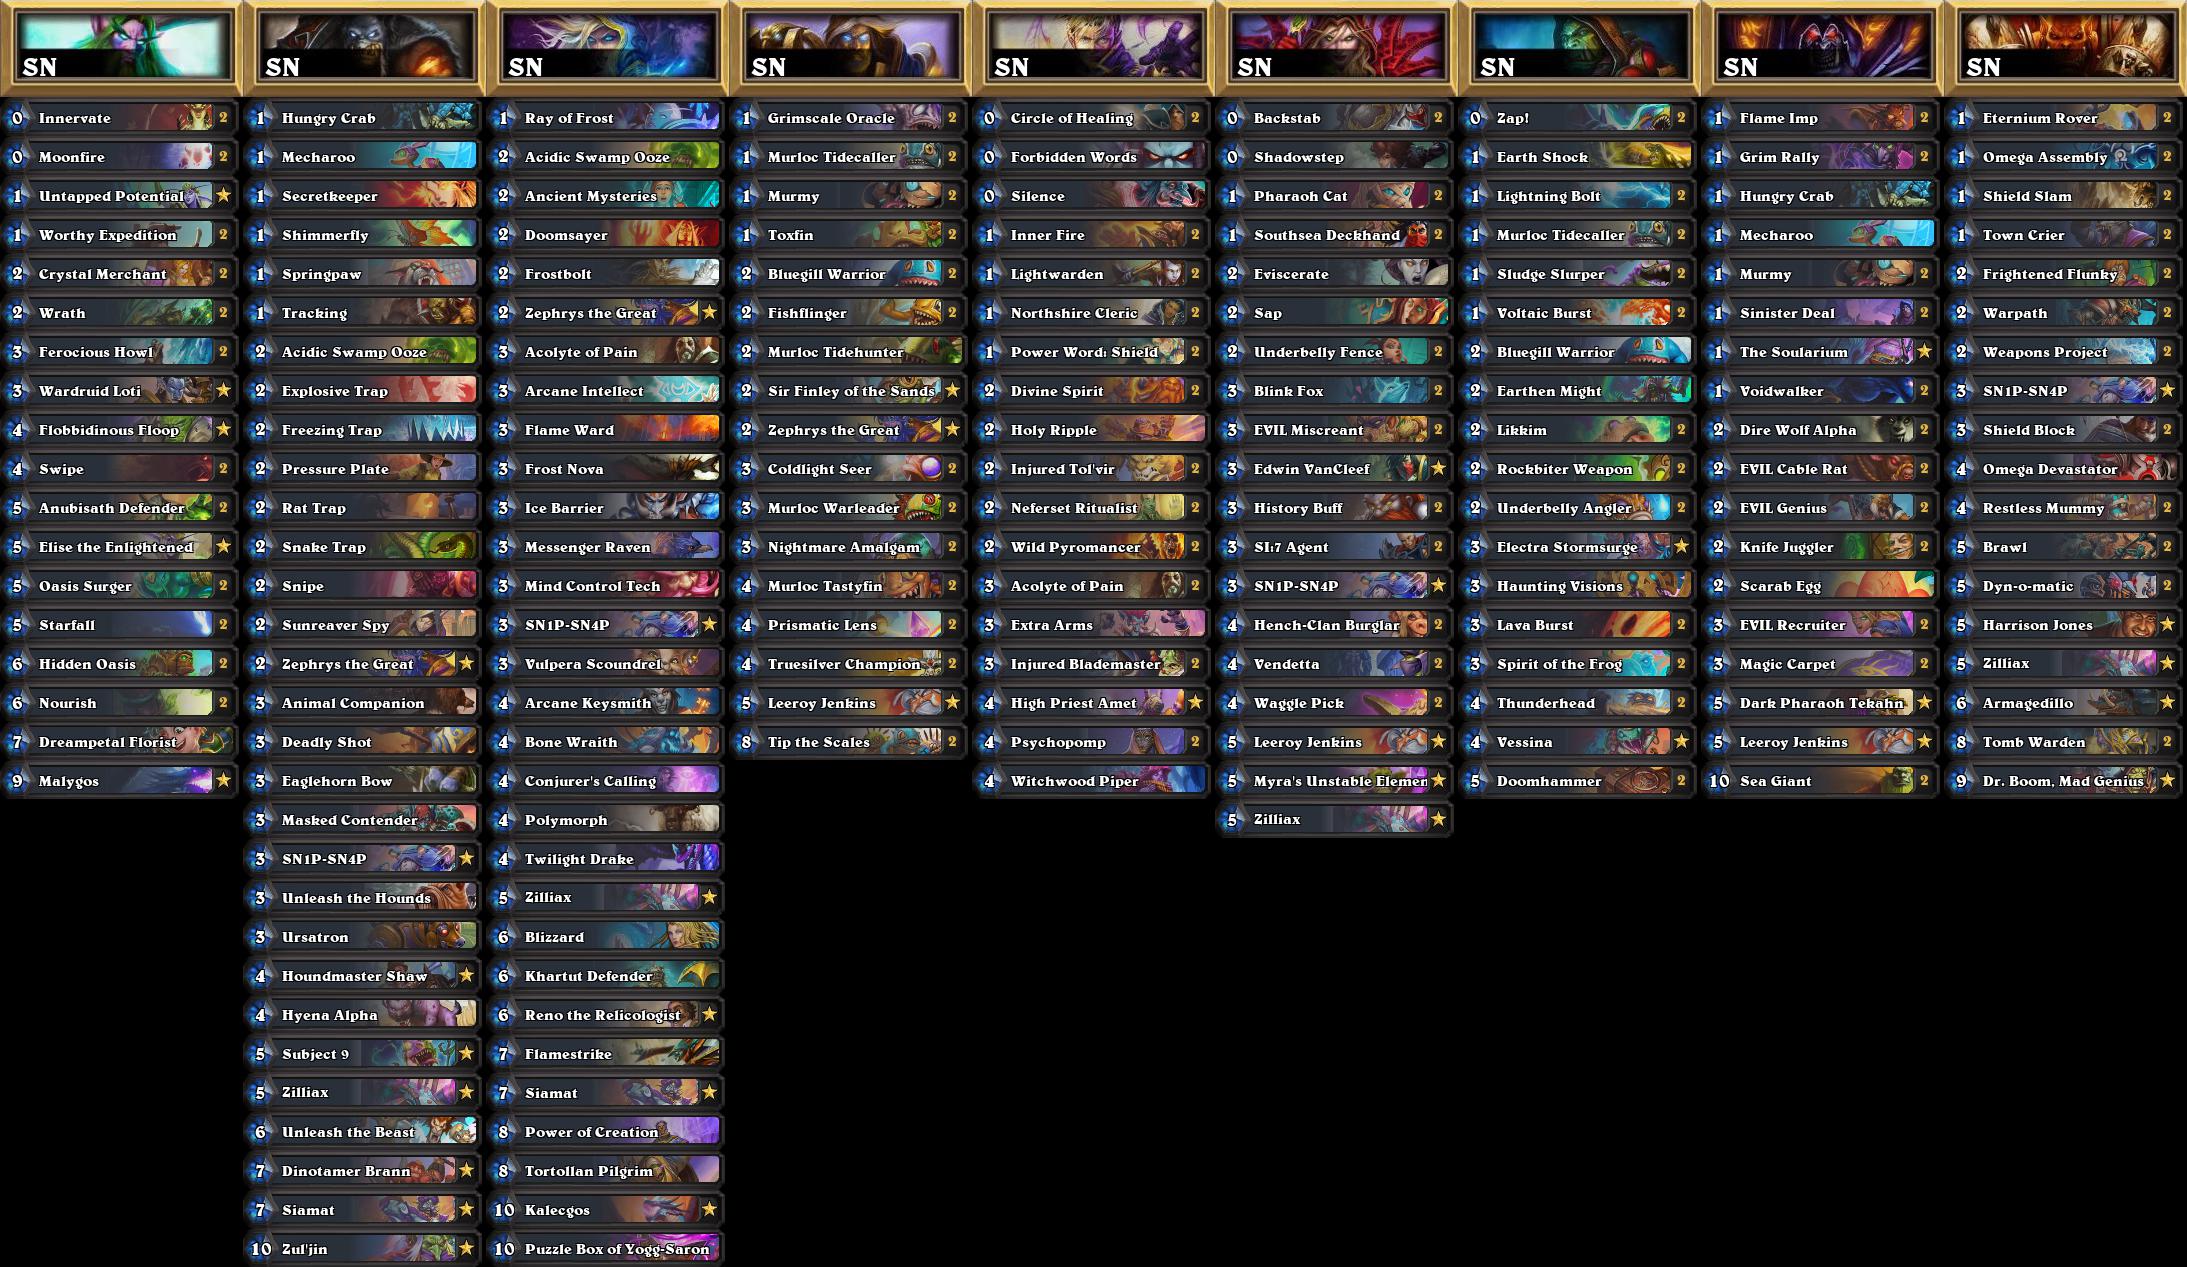 SN
0 Innervate 2
0 Moonfire 2
1 Untapped Potential
1 Worthy Expedition 2
2 Crystal Merchant 2
2 Wrath 2
3 Ferocious Howl 2
3 Wardruid Loti
4 Flobbidinous Floop
4 Swipe 2
5 Anubisath Defender 2
5 Elise the Enlightened
5 Oasis Surger 2
5 Starfall 2
6 Hidden Oasis 2
6 Nourish 2
7 Dreampetal Florist
9 Malygos
SN
1 Hungry Crab
1 Mecharoo
1 Secretkeeper
1 Shimmerfly
1 Springpaw
1 Tracking
2 Acidic Swamp Ooze
2 Explosive Trap
2 Freezing Trap
2 Pressure Plate
2 Rat Trap
2 Snake Trap
2 Snipe
2 Sunreaver Spy
2 Zephrys the Great
3 Animal Companion
3 Deadly Shot
3 Eaglehorn Bow
3 Masked Contender
3 SN1P-SN4P
3 Unleash the Hounds
3 Ursatron
4 Houndmaster Shaw
4 Hyena Alpha
5 Subject 9
5 Zilliax
6 Unleash the Beast
7 Dinotamer Brann
7 Siamat
10 Zul'jin
SN
1 Ray of Frost
2 Acidic Swamp Ooze
2 Ancient Mysteries
2 Doomsayer
2 Frostbolt
2 Zephrys the Great
3 Acolyte of Pain
3 Arcane Intellect
3 Flame Ward
3 Frost Nova
3 Ice Barrier
3 Messenger Raven
3 Mind Control Tech
3 SN1P-SN4P
3 Vulpera Scoundrel
4 Arcane Keysmith
4 Bone Wraith
4 Conjurer's Calling
4 Polymorph
4 Twilight Drake
5 Zilliax
6 Blizzard
6 Khartut Defender
6 Reno the Relicologist
7 Flamestrike
7 Siamat
8 Power of Creation
8 Tortollan Pilgrim
10 Kalecgos
10 Puzzle Box of Yogg-Saron
SN
1 Grimscale Oracle 2
1 Murloc Tidecaller 2
1 Murmy 2
1 Toxfin 2
2 Bluegill Warrior 2
2 Fishflinger 2
2 Murloc Tidehunter
2 Sir Finley of the Sands
2 Zephrys the Great
3 Coldlight Seer 2
3 Murloc Warleader 2
3 Nightmare Amalgam 2
4 Murloc Tastyfin 2
4 Prismatic Lens 2
4 Truesilver Champion 2
5 Leeroy Jenkins
8 Tip the Scales 2
SN
0 Circle of Healing 2
0 Forbidden Words 2
0 Silence
1 Inner Fire 2
1 Lightwarden 2
1 Northshire Cleric 2
1 Power Word: Shield 2
2 Divine Spirit 2
2 Holy Ripple
2 Injured Tol'vir 2
2 Neferset Ritualist 2
2 Wild Pyromancer 2
3 Acolyte of Pain 2
3 Extra Arms
3 Injured Blademaster 2
4 High Priest Amet
4 Psychopomp 2
4 Witchwood Piper
SN
0 Backstab 2
0 Shadowstep
1 Pharaoh Cat 2
1 Southsea Deckhand 2
2 Eviscerate
2 Sap
2 Underbelly Fence 2
3 Blink Fox 2
3 EVIL Miscreant 2
3 Edwin VanCleef
3 History Buff 2
3 SI:7 Agent 2
3 SN1P-SN4P
4 Hench-Clan Burglar 2
4 Vendetta 2
4 Waggle Pick 2
5 Leeroy Jenkins
5 Myra's Unstable Elemen
5 Zilliax
SN
0 Zap! 2
1 Earth Shock
1 Lightning Bolt 2
1 Murloc Tidecaller 2
1 Sludge Slurper 2
1 Voltaic Burst 2
2 Bluegill Warrior
2 Earthen Might
2 Likkim 2
2 Rockbiter Weapon 2
2 Underbelly Angler 2
3 Electra Stormsurge
3 Haunting Visions
3 Lava Burst 2
3 Spirit of the Frog 2
4 Thunderhead 2
4 Vessina
5 Doomhammer 2
SN
1 Flame Imp 2
1 Grim Rally 2
1 Hungry Crab
1 Mecharoo
1 Murmy 2
1 Sinister Deal 2
1 The Soularium
1 Voidwalker 2
2 Dire Wolf Alpha 2
2 EVIL Cable Rat 2
2 EVIL Genius 2
2 Knife Juggler 2
2 Scarab Egg
3 EVIL Recruiter 2
3 Magic Carpet 2
5 Dark Pharaoh Tekahn
5 Leeroy Jenkins
10 Sea Giant 2
SN
1 Eternium Rover 2
1 Omega Assembly 2
1 Shield Slam 2
1 Town Crier 2
2 Frightened Flunky 2
2 Warpath 2
2 Weapons Project 2
3 SN1P-SN4P
3 Shield Block 2
4 Omega Devastator 2
4 Restless Mummy 2
5 Brawl 2
5 Dyn-o-matic 2
5 Harrison Jones
5 Zilliax
6 Armagedillo
8 Tomb Warden 2
9 Dr. Boom, Mad Genius